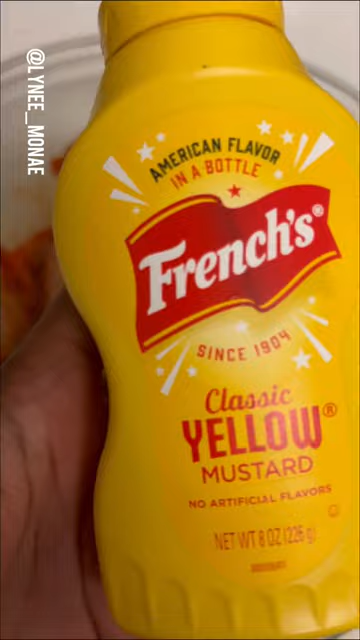 @LYNEE_MONAE
AMERICAN FLAVOR
IN A BOTTLE
French's®
SINCE 1904
Classic
YELLOW®
MUSTARD
NO ARTIFICIAL FLAVORS
NET WT 8 OZ (226 g)